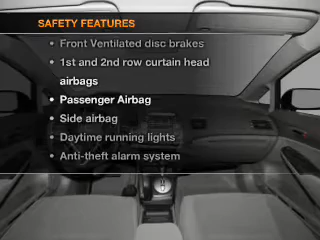 SAFETY FEATURES
• Front Ventilated disc brakes
• 1st and 2nd row curtain head
airbags
• Passenger Airbag
• Side airbag
• Daytime running lights
• Anti-theft alarm system